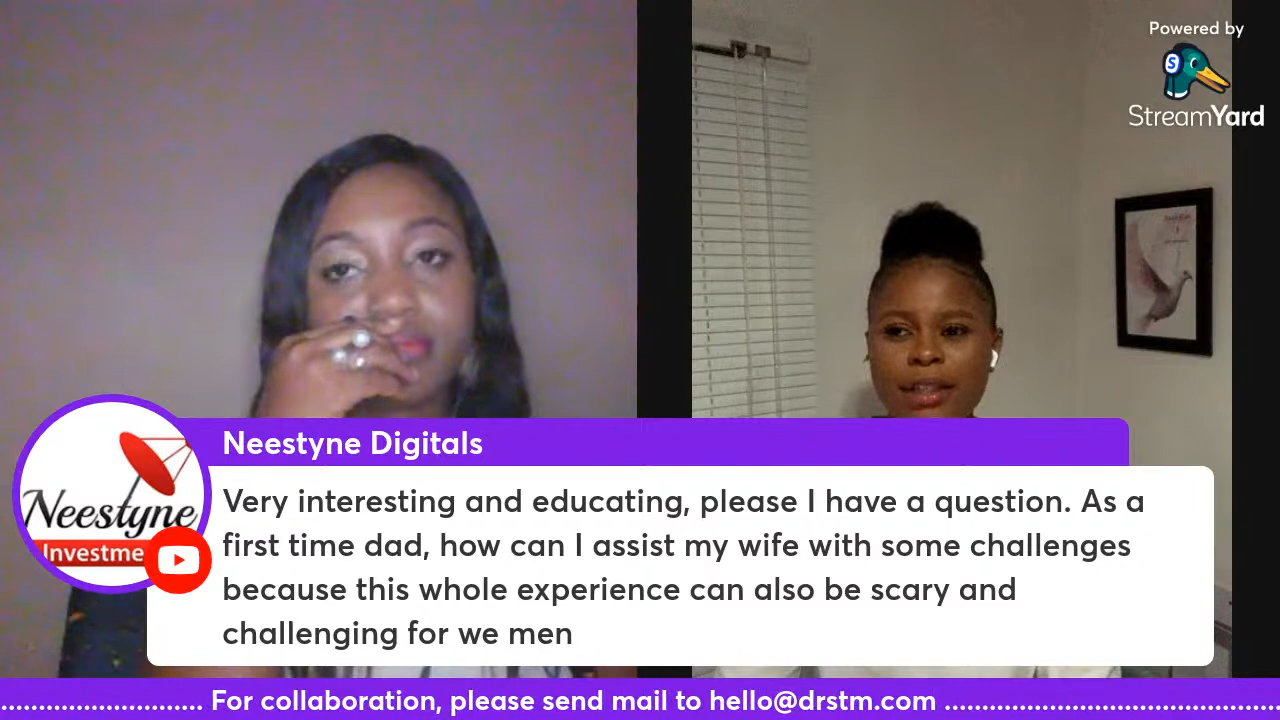 Powered by
StreamYard
Neestyne Digitals
Neestyne
Investme
Very interesting and educating, please I have a question. As a
first time dad, how can I assist my wife with some challenges
because this whole experience can also be scary and
challenging for we men
............................ For collaboration, please send mail to hello@drstm.com ................................................